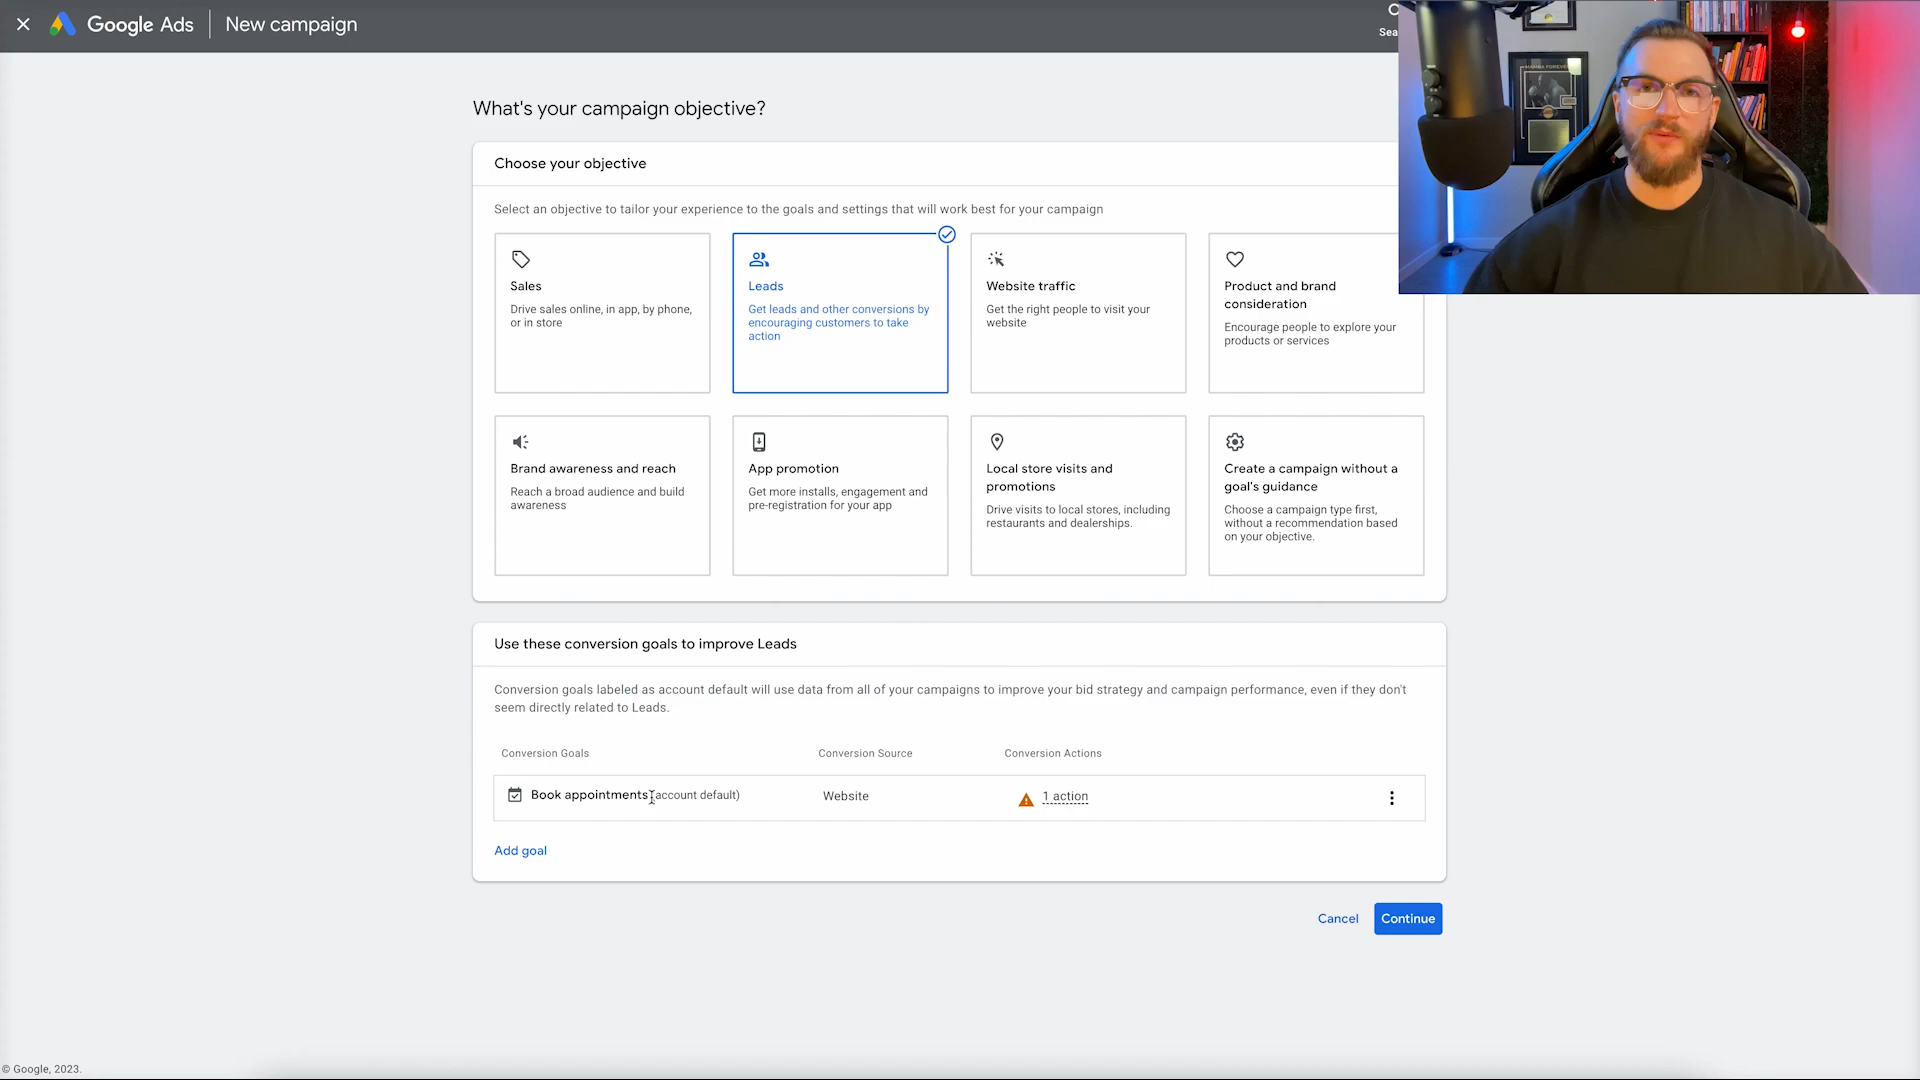 Google Ads
New campaign
What's your campaign objective?
Choose your objective
Select an objective to tailor your experience to the goals and settings that will work best for your campaign
Sales
Drive sales online, in app, by phone,
or in store
Leads
Get leads and other conversions by
encouraging customers to take
action
Website traffic
Get the right people to visit your
website
Product and brand
consideration
Encourage people to explore your
products or services
Brand awareness and reach
Reach a broad audience and build
awareness
App promotion
Get more installs, engagement and
pre-registration for your app
Local store visits and
promotions
Drive visits to local stores, including
restaurants and dealerships.
Create a campaign without a
goal's guidance
Choose a campaign type first,
without a recommendation based
on your objective.
Use these conversion goals to improve Leads
Conversion goals labeled as account default will use data from all of your campaigns to improve your bid strategy and campaign performance, even if they don't
seem directly related to Leads.
Conversion Goals
Conversion Source
Conversion Actions
Book appointments (account default)
Website
1 action
Add goal
Cancel
Continue
© Google, 2023.
MAMBA FOREVER